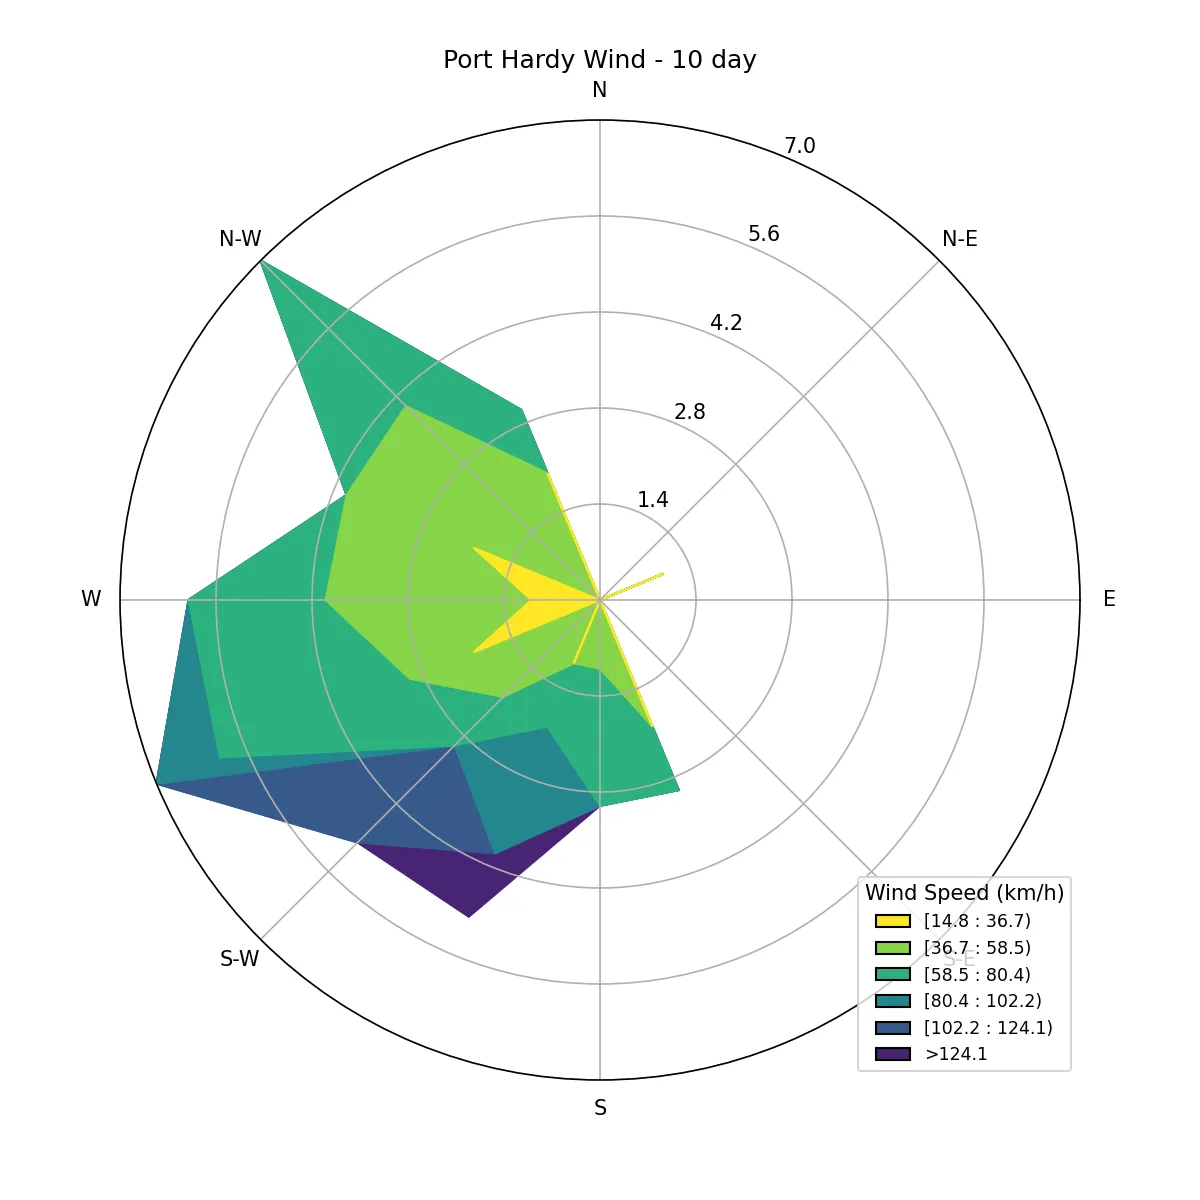 Port Hardy Wind - 10 day
N
7.0
N-W
5.6
N-E
4.2
2.8
1.4
W
E
S-W
S-E
S
Wind Speed (km/h)
[14.8 : 36.7)
[36.7 : 58.5)
[58.5 : 80.4)
[80.4 : 102.2)
[102.2 : 124.1)
>124.1